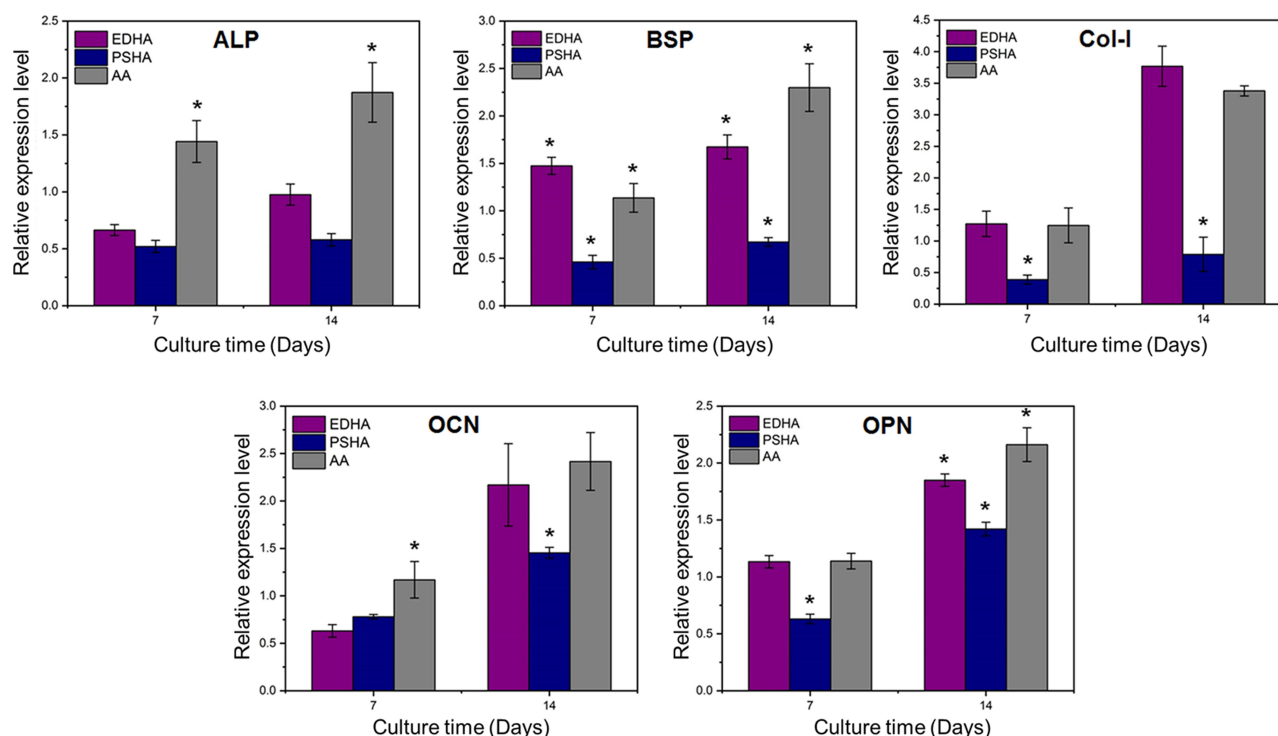 ALP
EDHA
PSHA
AA
Relative expression level
2.5
2.0
1.5
1.0
0.5
0.0
*
*
7
14
Culture time (Days)
BSP
EDHA
PSHA
AA
Relative expression level
3.0
2.5
2.0
1.5
1.0
0.5
0.0
*
*
*
*
*
*
7
14
Culture time (Days)
Col-I
EDHA
PSHA
AA
Relative expression level
4.5
4.0
3.5
3.0
2.5
2.0
1.5
1.0
0.5
0.0
*
*
7
14
Culture time (Days)
OCN
EDHA
PSHA
AA
Relative expression level
3.0
2.5
2.0
1.5
1.0
0.5
0.0
*
*
7
14
Culture time (Days)
OPN
EDHA
PSHA
AA
Relative expression level
2.5
2.0
1.5
1.0
0.5
0.0
*
*
*
*
7
14
Culture time (Days)